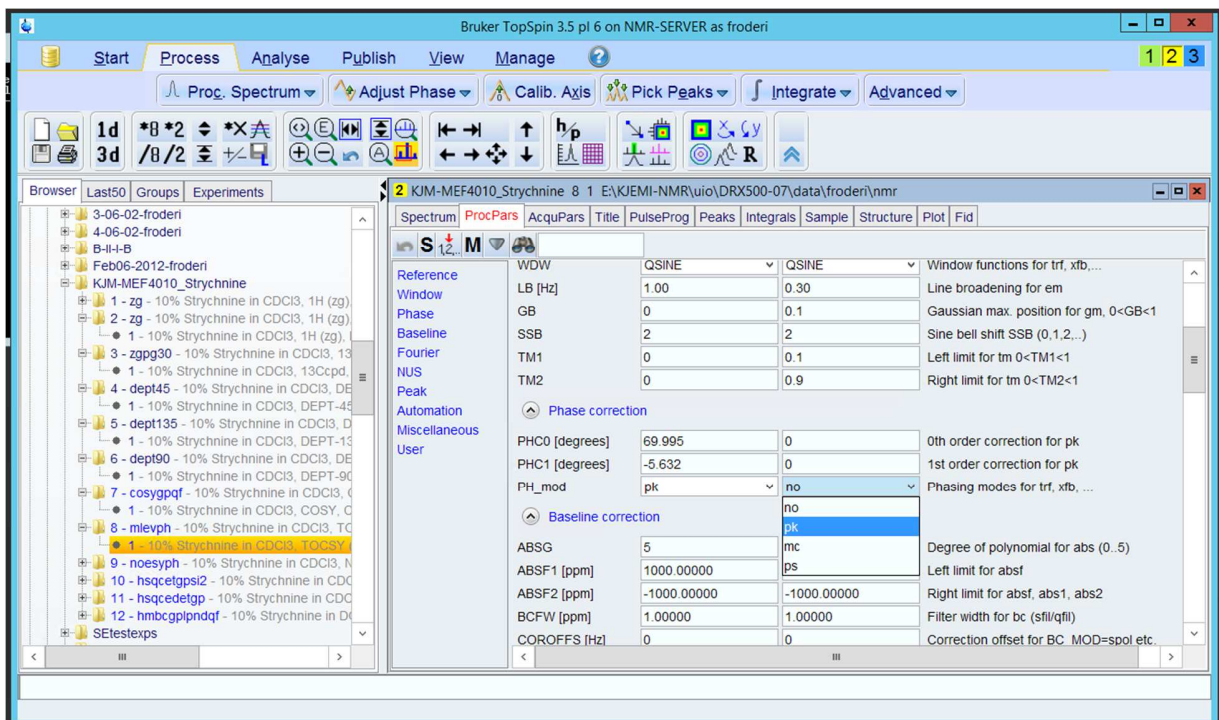 Bruker TopSpin 3.5 pl 6 on NMR-SERVER as froderi
Start Process Analyse Publish View Manage ? 1 2 3
Proc. Spectrum Adjust Phase Calib. Axis Pick Peaks Integrate Advanced
1d *8 *2 h/p
3d /8 /2 R
Browser Last50 Groups Experiments
3-06-02-froderi
4-06-02-froderi
B-II-I-B
Feb06-2012-froderi
KJM-MEF4010_Strychnine
1 - zg - 10% Strychnine in CDCl3, 1H (zg),
2 - zg - 10% Strychnine in CDCl3, 1H (zg),
1 - 10% Strychnine in CDCl3, 1H (zg),
3 - zgpg30 - 10% Strychnine in CDCl3, 13
1 - 10% Strychnine in CDCl3, 13Ccpd,
4 - dept45 - 10% Strychnine in CDCl3, DE
1 - 10% Strychnine in CDCl3, DEPT-45
5 - dept135 - 10% Strychnine in CDCl3, D
1 - 10% Strychnine in CDCl3, DEPT-13
6 - dept90 - 10% Strychnine in CDCl3, DE
1 - 10% Strychnine in CDCl3, DEPT-90
7 - cosygpqf - 10% Strychnine in CDCl3, (
1 - 10% Strychnine in CDCl3, COSY, C
8 - mlevph - 10% Strychnine in CDCl3, TC
1 - 10% Strychnine in CDCl3, TOCSY
9 - noesyph - 10% Strychnine in CDCl3, N
10 - hsqcetgpsi2 - 10% Strychnine in CDC
11 - hsqcedetgp - 10% Strychnine in CDC
12 - hmbcgplpndqf - 10% Strychnine in D
SEtestexps
2 KJM-MEF4010_Strychnine 8 1 E:\KJEMI-NMR\uio\DRX500-07\data\froderi\nmr
Spectrum ProcPars AcquPars Title PulseProg Peaks Integrals Sample Structure Plot Fid
S 1,2,.. M
Reference
Window
Phase
Baseline
Fourier
NUS
Peak
Automation
Miscellaneous
User
WDW QSINE QSINE Window functions for trf, xfb,...
LB [Hz] 1.00 0.30 Line broadening for em
GB 0 0.1 Gaussian max. position for gm, 0<GB<1
SSB 2 2 Sine bell shift SSB (0,1,2,..)
TM1 0 0.1 Left limit for tm 0<TM1<1
TM2 0 0.9 Right limit for tm 0<TM2<1
Phase correction
PHC0 [degrees] 69.995 0 0th order correction for pk
PHC1 [degrees] -5.632 0 1st order correction for pk
PH_mod pk no Phasing modes for trf, xfb, ...
no
pk
mc
ps
Baseline correction
ABSG 5 Degree of polynomial for abs (0..5)
ABSF1 [ppm] 1000.00000 Left limit for absf
ABSF2 [ppm] -1000.00000 -1000.00000 Right limit for absf, abs1, abs2
BCFW [ppm] 1.00000 1.00000 Filter width for bc (sfil/qfil)
COROFFS [Hz] 0 0 Correction offset for BC_MOD=spol etc.